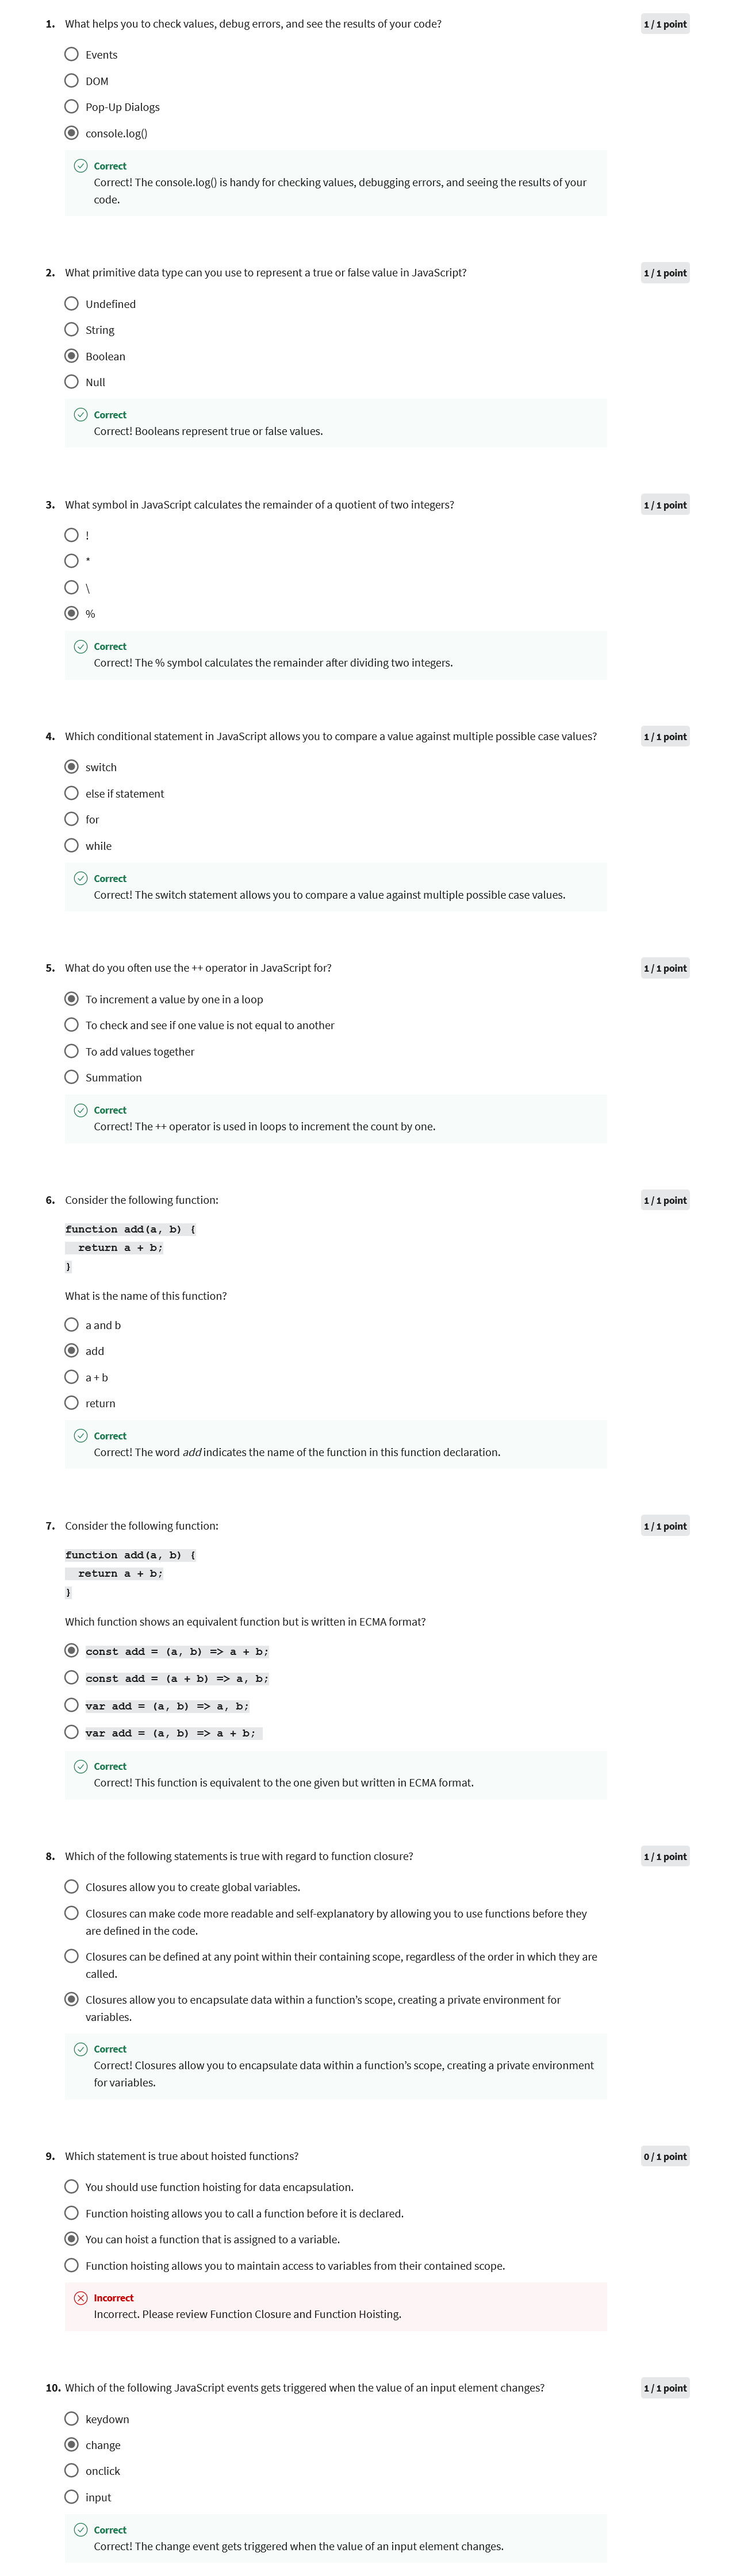 1. What helps you to check values, debug errors, and see the results of your code?
1 / 1 point
Events
DOM
Pop-Up Dialogs
console.log()
Correct
Correct! The console.log() is handy for checking values, debugging errors, and seeing the results of your
code.
2. What primitive data type can you use to represent a true or false value in JavaScript?
1 / 1 point
Undefined
String
Boolean
Null
Correct
Correct! Booleans represent true or false values.
3. What symbol in JavaScript calculates the remainder of a quotient of two integers?
1 / 1 point
!
*
\
%
Correct
Correct! The % symbol calculates the remainder after dividing two integers.
4. Which conditional statement in JavaScript allows you to compare a value against multiple possible case values?
1 / 1 point
switch
else if statement
for
while
Correct
Correct! The switch statement allows you to compare a value against multiple possible case values.
5. What do you often use the ++ operator in JavaScript for?
1 / 1 point
To increment a value by one in a loop
To check and see if one value is not equal to another
To add values together
Summation
Correct
Correct! The ++ operator is used in loops to increment the count by one.
6. Consider the following function:
1 / 1 point
function add(a, b) {
return a + b;
}
What is the name of this function?
a and b
add
a + b
return
Correct
Correct! The word add indicates the name of the function in this function declaration.
7. Consider the following function:
1 / 1 point
function add(a, b) {
return a + b;
}
Which function shows an equivalent function but is written in ECMA format?
const add = (a, b) => a + b;
const add = (a + b) => a, b;
var add = (a, b) => a, b;
var add = (a, b) => a + b;
Correct
Correct! This function is equivalent to the one given but written in ECMA format.
8. Which of the following statements is true with regard to function closure?
1 / 1 point
Closures allow you to create global variables.
Closures can make code more readable and self-explanatory by allowing you to use functions before they
are defined in the code.
Closures can be defined at any point within their containing scope, regardless of the order in which they are
called.
Closures allow you to encapsulate data within a function’s scope, creating a private environment for
variables.
Correct
Correct! Closures allow you to encapsulate data within a function’s scope, creating a private environment
for variables.
9. Which statement is true about hoisted functions?
0 / 1 point
You should use function hoisting for data encapsulation.
Function hoisting allows you to call a function before it is declared.
You can hoist a function that is assigned to a variable.
Function hoisting allows you to maintain access to variables from their contained scope.
Incorrect
Incorrect. Please review Function Closure and Function Hoisting.
10. Which of the following JavaScript events gets triggered when the value of an input element changes?
1 / 1 point
keydown
change
onclick
input
Correct
Correct! The change event gets triggered when the value of an input element changes.